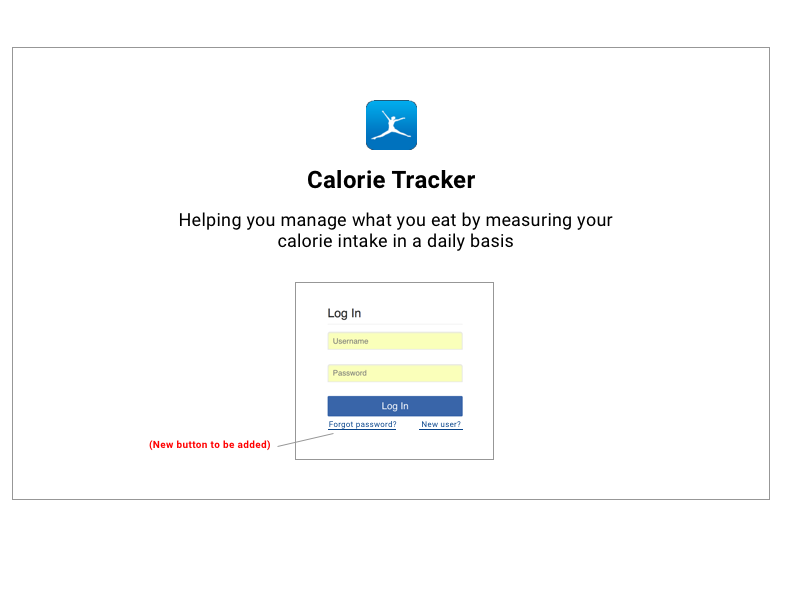 Calorie Tracker
Helping you manage what you eat by measuring your
calorie intake in a daily basis
Log In
Username
Password
Log In
Forgot password? New user?
(New button to be added)